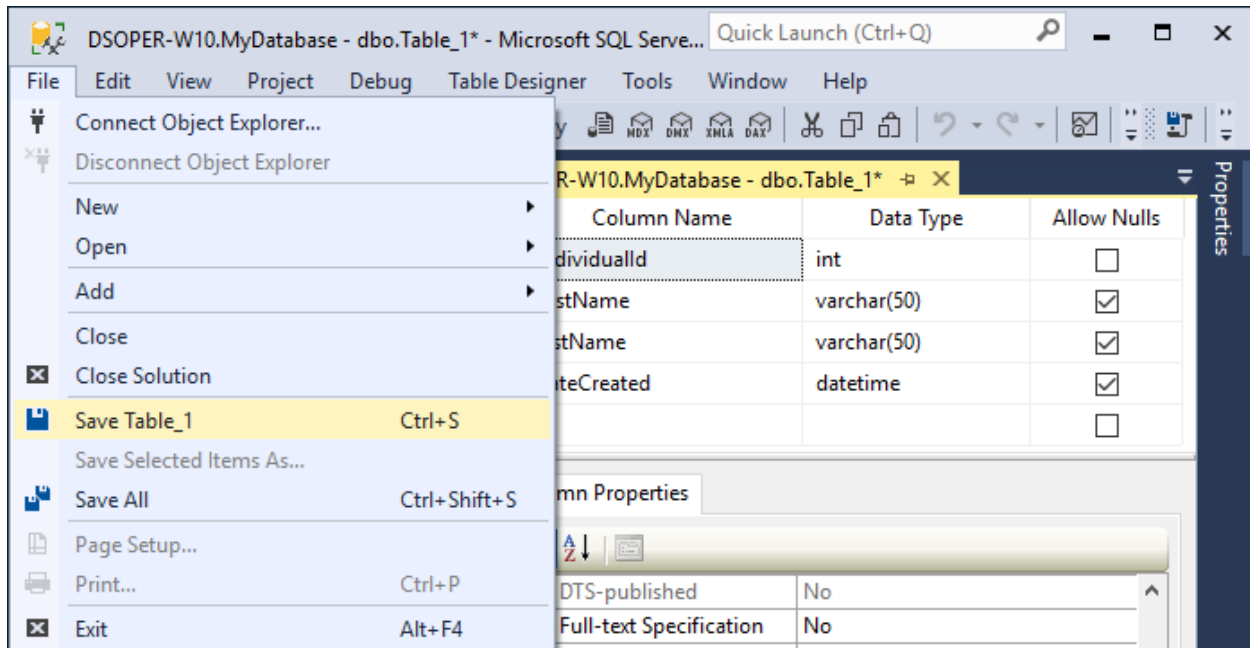 DSOPER-W10.MyDatabase - dbo.Table_1* - Microsoft SQL Serve... Quick Launch (Ctrl+Q)
File Edit View Project Debug Table Designer Tools Window Help
MDX DMX XMLA DAX
Connect Object Explorer...
Disconnect Object Explorer
New
Open
Add
Close
Close Solution
Save Table_1 Ctrl+S
Save Selected Items As...
Save All Ctrl+Shift+S
Page Setup...
Print... Ctrl+P
Exit Alt+F4
R-W10.MyDatabase - dbo.Table_1*
Column Name Data Type Allow Nulls
dividualId int
stName varchar(50)
stName varchar(50)
teCreated datetime
mn Properties
DTS-published No
Full-text Specification No
Properties